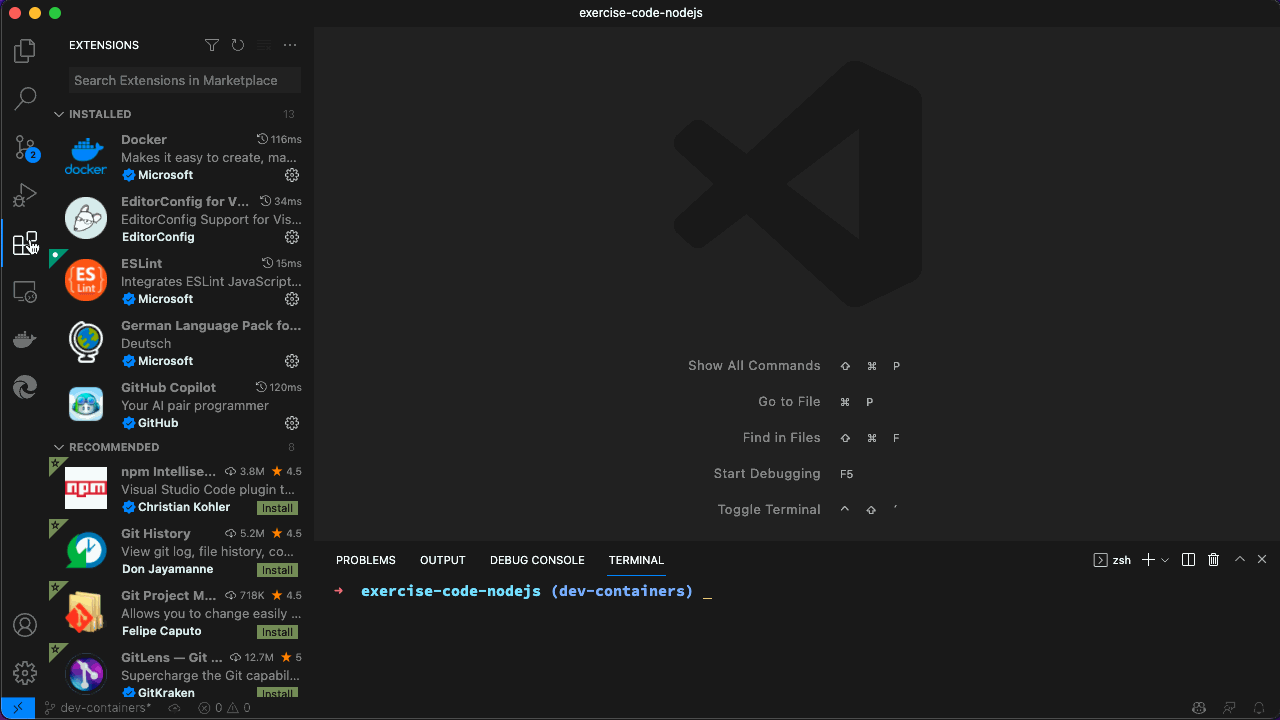 exercise-code-nodejs
EXTENSIONS
Search Extensions in Marketplace
INSTALLED 13
Docker 116ms
Makes it easy to create, ma...
docker
Microsoft
EditorConfig for V... 34ms
EditorConfig Support for Vis...
EditorConfig
ESLint 15ms
ES
Lint
Integrates ESLint JavaScript...
Microsoft
German Language Pack fo...
Deutsch
Microsoft
GitHub Copilot 120ms
Your AI pair programmer
GitHub
RECOMMENDED 8
npm Intellise... 3.8M 4.5
npm
Visual Studio Code plugin t...
Christian Kohler Install
Git History 5.2M 4.5
View git log, file history, co...
Don Jayamanne Install
Git Project M... 718K 4.5
Allows you to change easily ...
Felipe Caputo Install
GitLens — Git ... 12.7M 5
Supercharge the Git capabil...
GitKraken Install
2
Show All Commands ⇧ ⌘ P
Go to File ⌘ P
Find in Files ⇧ ⌘ F
Start Debugging F5
Toggle Terminal ^ ⇧ ´
PROBLEMS OUTPUT DEBUG CONSOLE TERMINAL zsh
➜ exercise-code-nodejs (dev-containers) _
dev-containers* 0 0